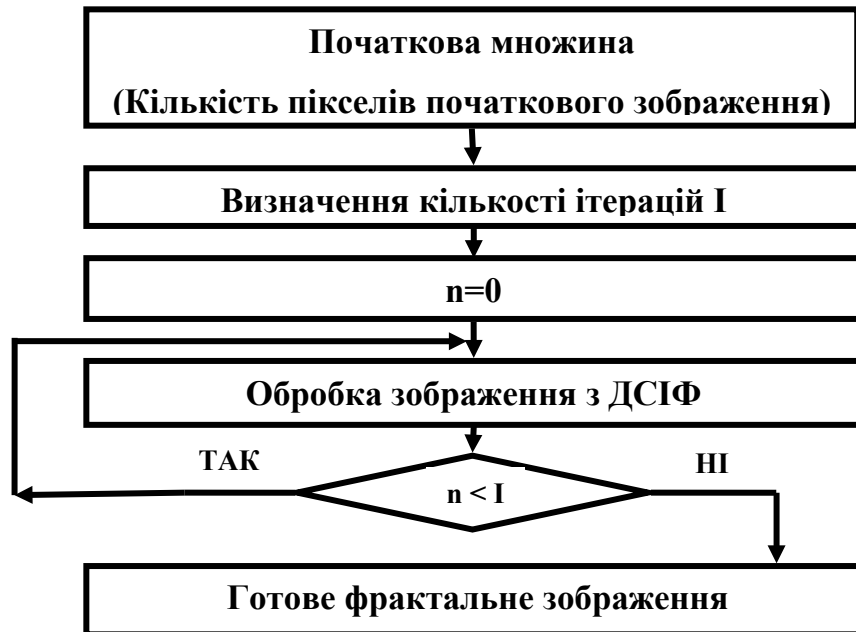 Початкова множина
(Кількість пікселів початкового зображення)
Визначення кількості ітерацій I
n=0
Обробка зображення з ДСІФ
ТАК
НІ
n < I
Готове фрактальне зображення